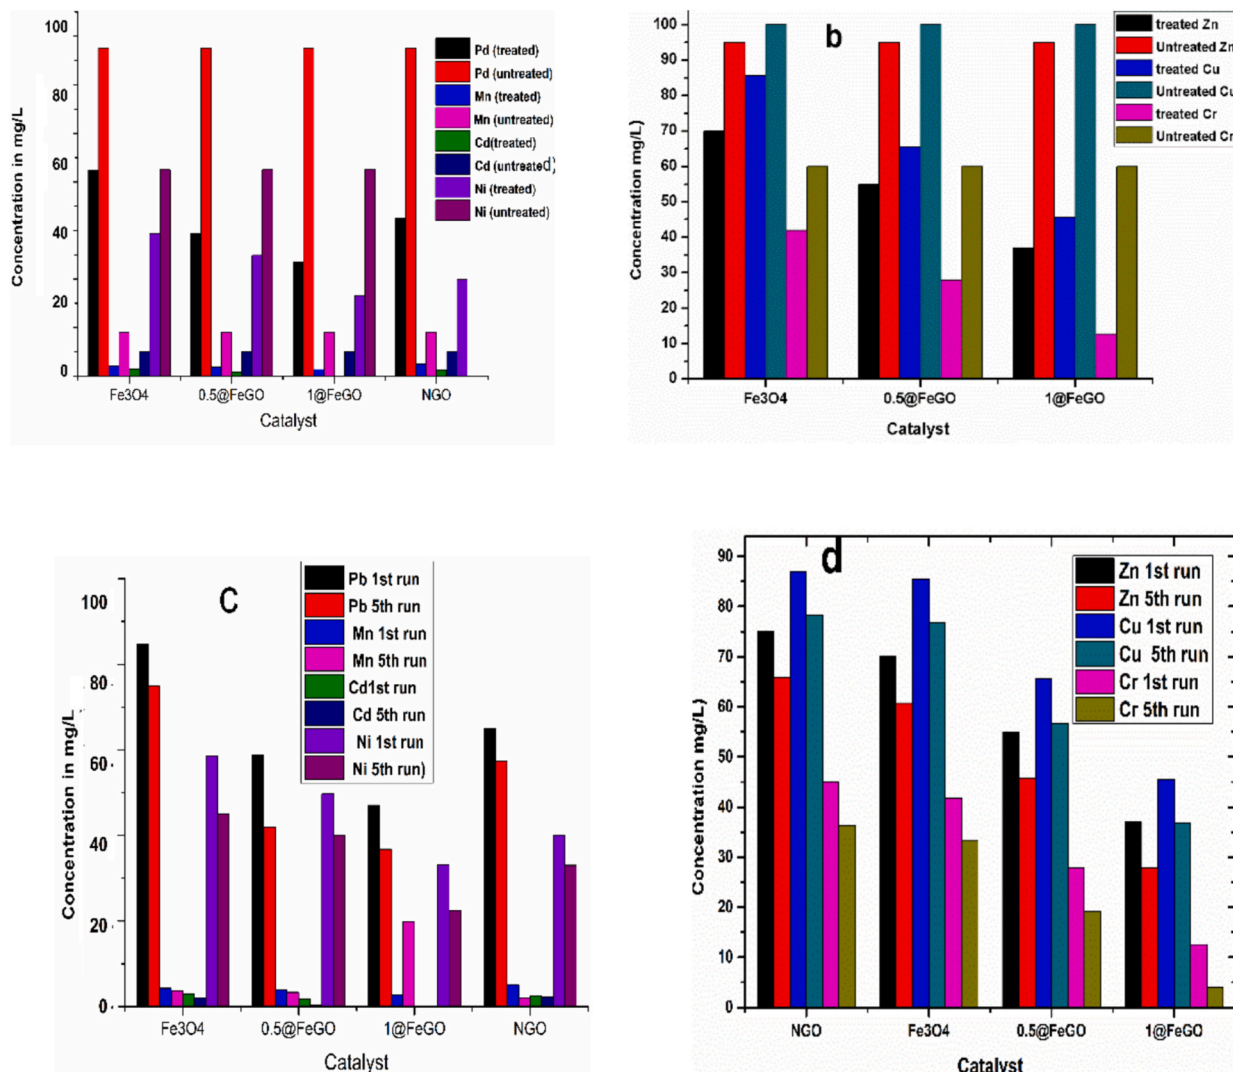 100
80
60
40
20
0
Concentration in mg/L
Pd (treated)
Pd (untreated)
Mn (treated)
Mn (untreated)
Cd(treated)
Cd (untreated)
Ni (treated)
Ni (untreated)
Fe3O4 0.5@FeGO 1@FeGO NGO
Catalyst
b
100
90
80
70
60
50
40
30
20
10
0
Concentration mg/L
treated Zn
Untreated Zn
treated Cu
Untreated Cu
treated Cr
Untreated Cr
Fe3O4 0.5@FeGO 1@FeGO
Catalyst
C
100
80
60
40
20
0
Concentration in mg/L
Pb 1st run
Pb 5th run
Mn 1st run
Mn 5th run
Cd1st run
Cd 5th run
Ni 1st run
Ni 5th run)
Fe3O4 0.5@FeGO 1@FeGO NGO
Catalyst
d
90
80
70
60
50
40
30
20
10
0
Concentration mg/L)
Zn 1st run
Zn 5th run
Cu 1st run
Cu 5th run
Cr 1st run
Cr 5th run
NGO Fe3O4 0.5@FeGO 1@FeGO
Catalyst